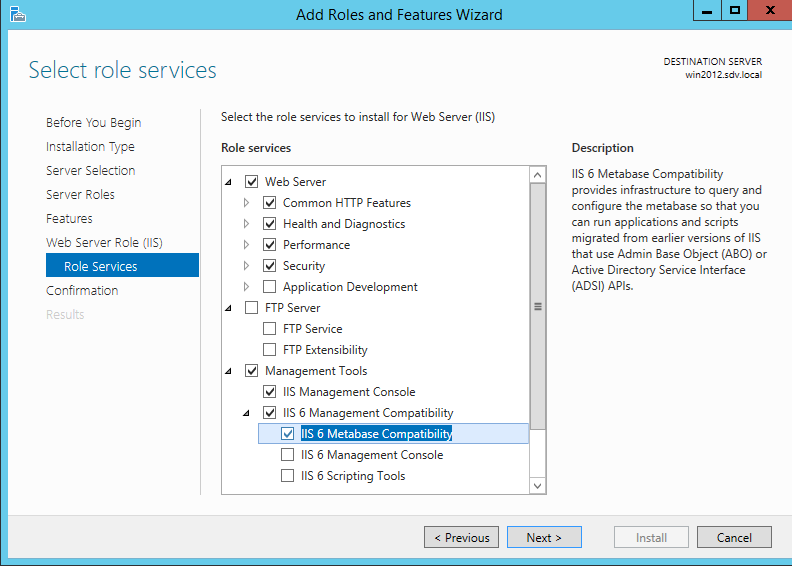 Add Roles and Features Wizard
Select role services
DESTINATION SERVER
win2012.sdv.local
Before You Begin
Installation Type
Server Selection
Server Roles
Features
Web Server Role (IIS)
Role Services
Confirmation
Results
Select the role services to install for Web Server (IIS)
Role services
Web Server
Common HTTP Features
Health and Diagnostics
Performance
Security
Application Development
FTP Server
FTP Service
FTP Extensibility
Management Tools
IIS Management Console
IIS 6 Management Compatibility
IIS 6 Metabase Compatibility
IIS 6 Management Console
IIS 6 Scripting Tools
Description
IIS 6 Metabase Compatibility
provides infrastructure to query and
configure the metabase so that you
can run applications and scripts
migrated from earlier versions of IIS
that use Admin Base Object (ABO) or
Active Directory Service Interface
(ADSI) APIs.
< Previous
Next >
Install
Cancel